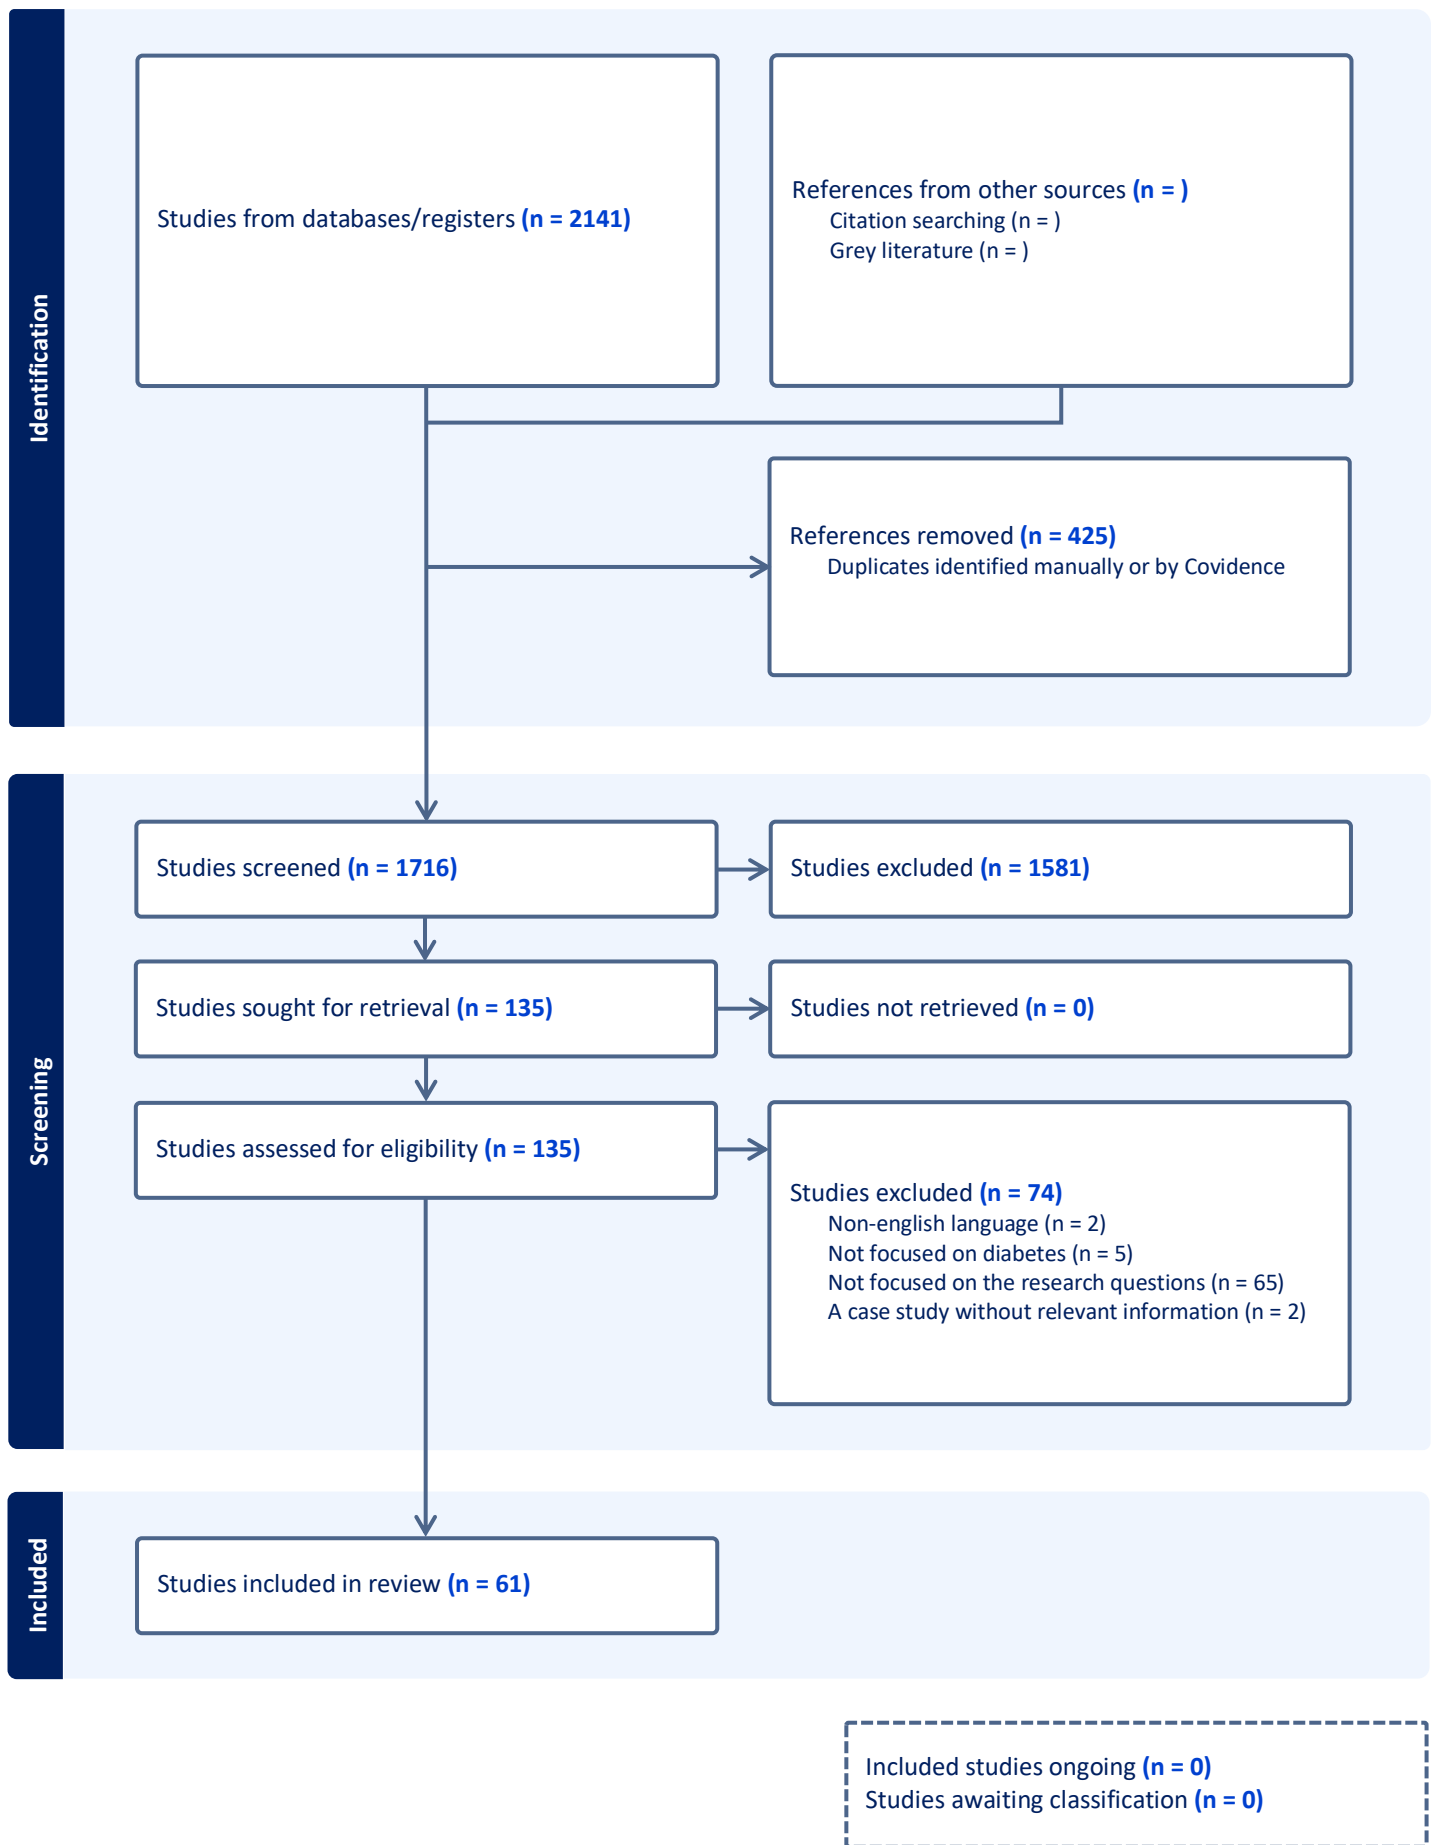 Identification
Studies from databases/registers (n = 2141)
References from other sources (n = )
Citation searching (n = )
Grey literature (n = )
References removed (n = 425)
Duplicates identified manually or by Covidence
Screening
Studies screened (n = 1716)
Studies excluded (n = 1581)
Studies sought for retrieval (n = 135)
Studies not retrieved (n = 0)
Studies assessed for eligibility (n = 135)
Studies excluded (n = 74)
Non-english language (n = 2)
Not focused on diabetes (n = 5)
Not focused on the research questions (n = 65)
A case study without relevant information (n = 2)
Included
Studies included in review (n = 61)
Included studies ongoing (n = 0)
Studies awaiting classification (n = 0)